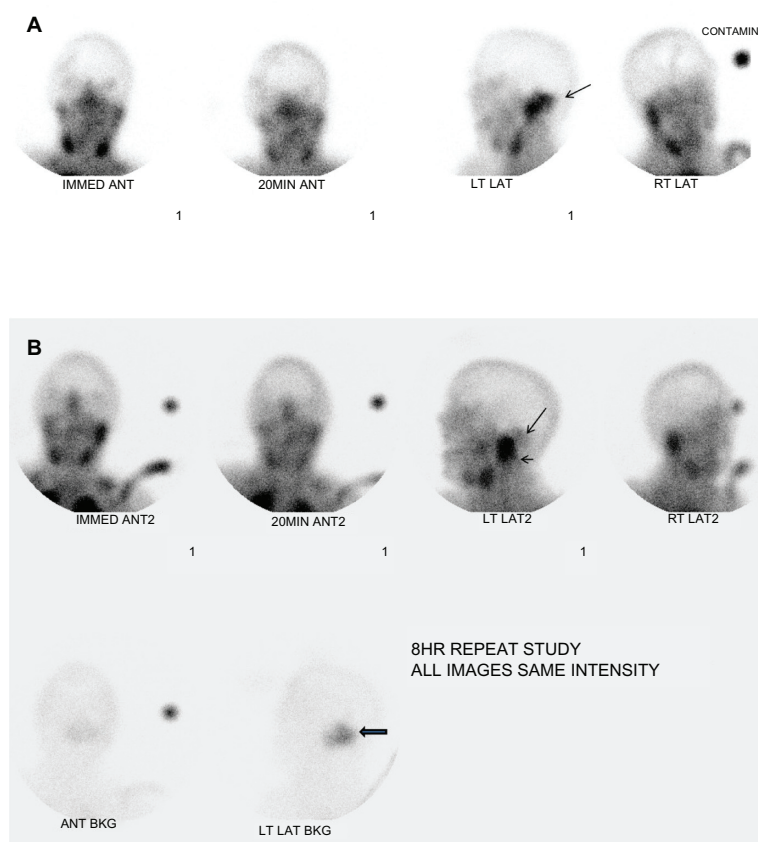 A
CONTAMIN
IMMED ANT
20MIN ANT
LT LAT
RT LAT
1
1
1
B
IMMED ANT2
20MIN ANT2
LT LAT2
RT LAT2
1
1
1
8HR REPEAT STUDY
ALL IMAGES SAME INTENSITY
ANT BKG
LT LAT BKG